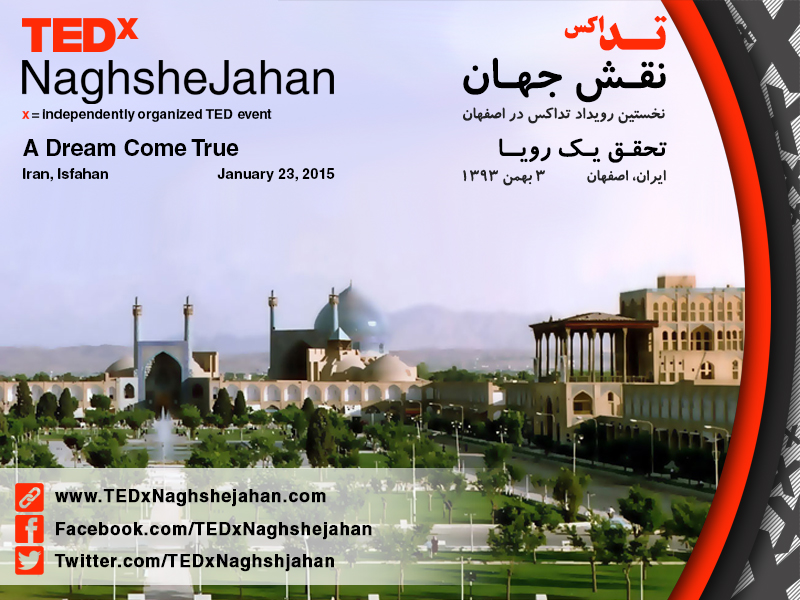 TEDx
NaghsheJahan
x = independently organized TED event
A Dream Come True
Iran, Isfahan January 23, 2015
تداکس
نقش جهان
نخستین رویداد تداکس در اصفهان
تحقق یک رویا
ایران، اصفهان ۳ بهمن ۱۳۹۳
www.TEDxNaghshejahan.com
Facebook.com/TEDxNaghshejahan
Twitter.com/TEDxNaghshjahan